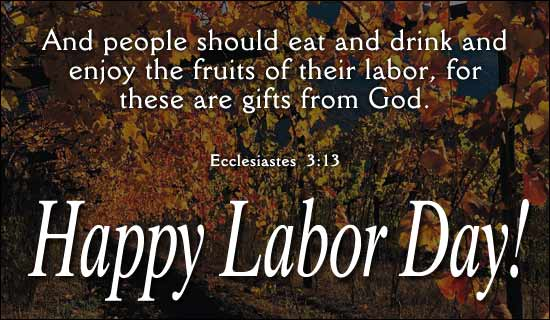 And people should eat and drink and
enjoy the fruits of their labor, for
these are gifts from God.
Ecclesiastes 3:13
Happy Labor Day!